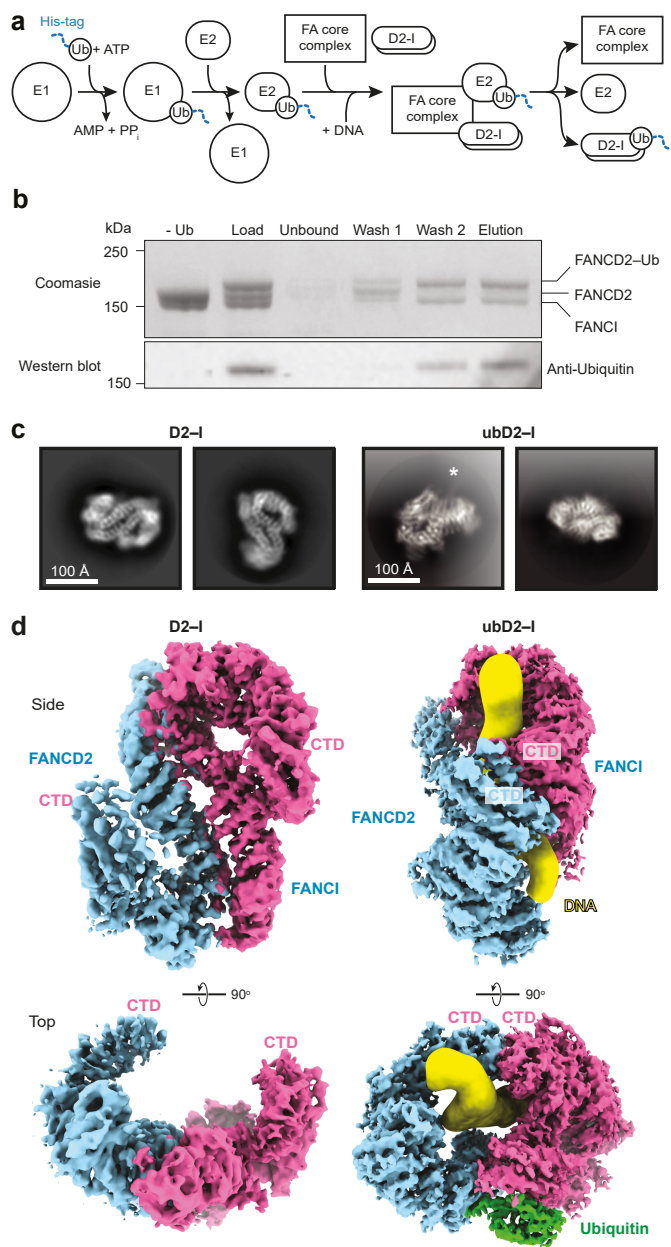 a
His-tag
Ub
+ ATP
E1
AMP + PPi
E1
Ub
E2
E1
E2
Ub
FA core
complex
D2-I
+ DNA
FA core
complex
E2
Ub
D2-I
FA core
complex
E2
D2-I
Ub
b
kDa
- Ub
Load
Unbound
Wash 1
Wash 2
Elution
250
Coomasie
150
FANCD2–Ub
FANCD2
FANCI
Western blot
150
Anti-Ubiquitin
c
D2–I
ubD2–I
*
100 Å
100 Å
d
D2–I
ubD2–I
Side
FANCD2
CTD
CTD
FANCI
CTD
CTD
FANCI
FANCD2
DNA
90°
90°
Top
CTD
CTD
CTD
CTD
Ubiquitin